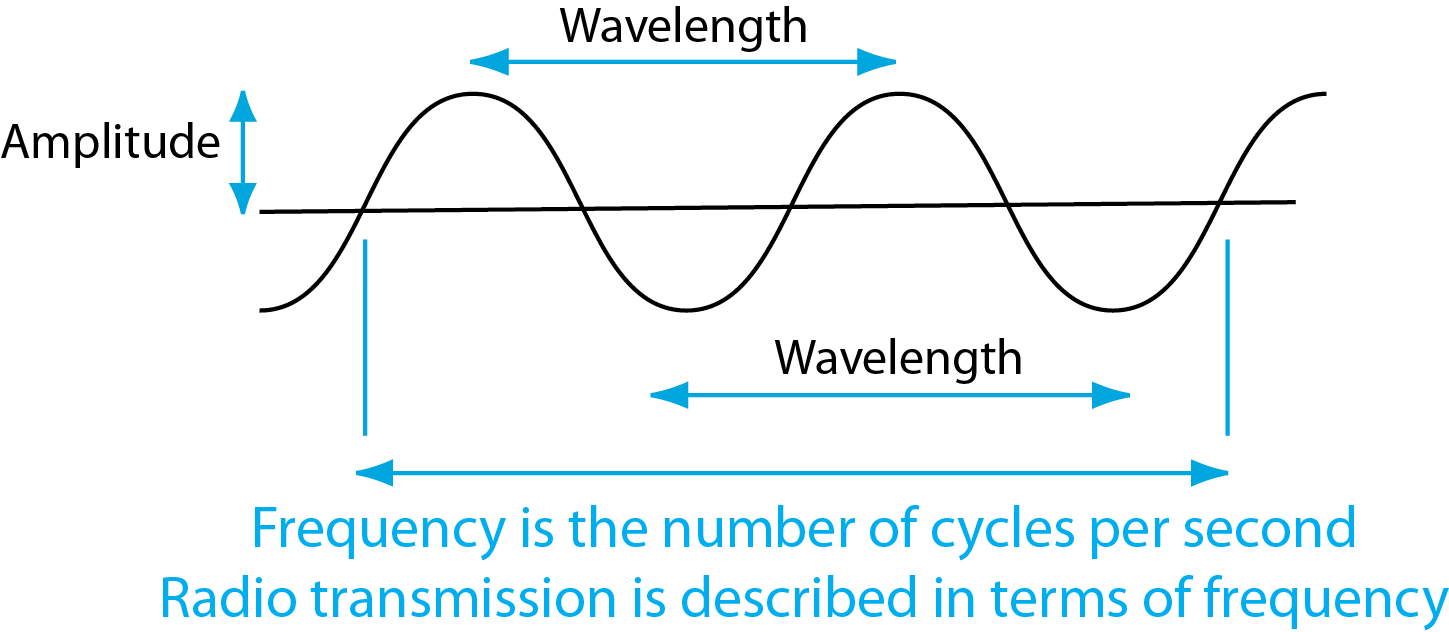 Wavelength
Amplitude
Wavelength
Frequency is the number of cycles per second
Radio transmission is described in terms of frequency